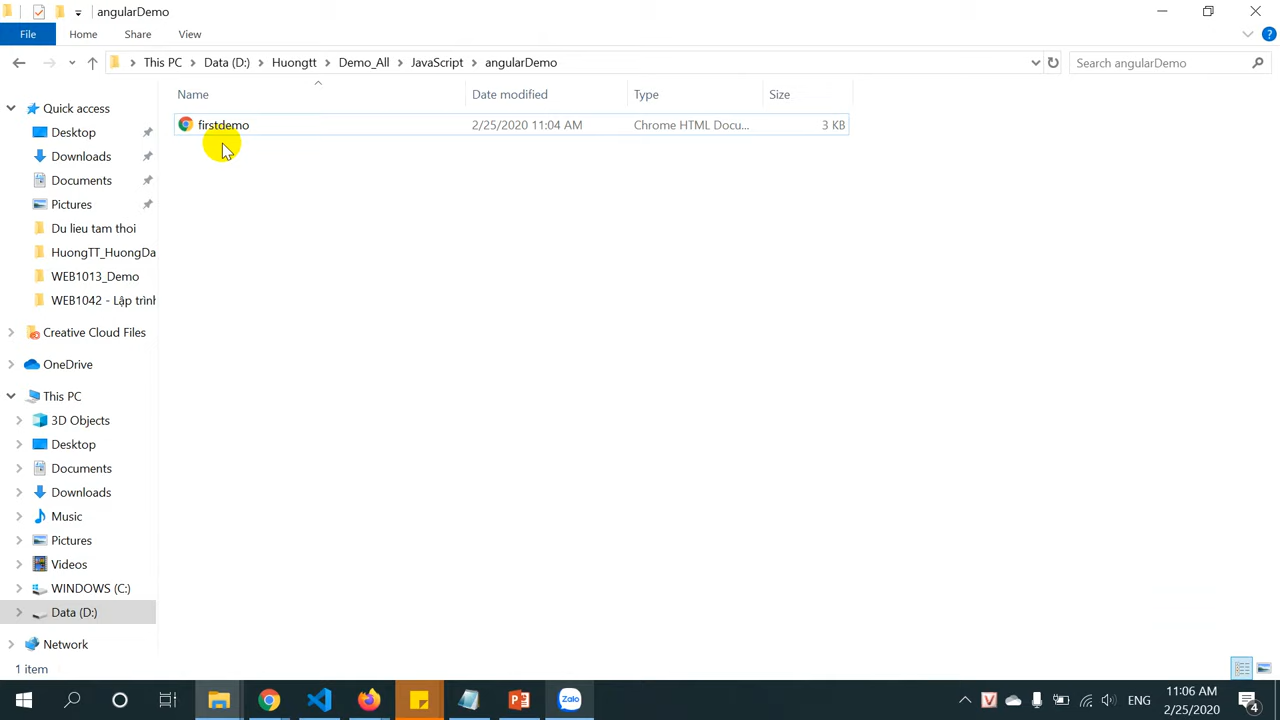 angularDemo
File Home Share View
This PC Data (D:) Huongtt Demo_All JavaScript angularDemo Search angularDemo
Name Date modified Type Size
firstdemo 2/25/2020 11:04 AM Chrome HTML Docu... 3 KB
Quick access
Desktop
Downloads
Documents
Pictures
Du lieu tam thoi
HuongTT_HuongDa
WEB1013_Demo
WEB1042 - Lập trình
Creative Cloud Files
OneDrive
This PC
3D Objects
Desktop
Documents
Downloads
Music
Pictures
Videos
WINDOWS (C:)
Data (D:)
Network
1 item
Zalo
V
ENG
11:06 AM
2/25/2020
4